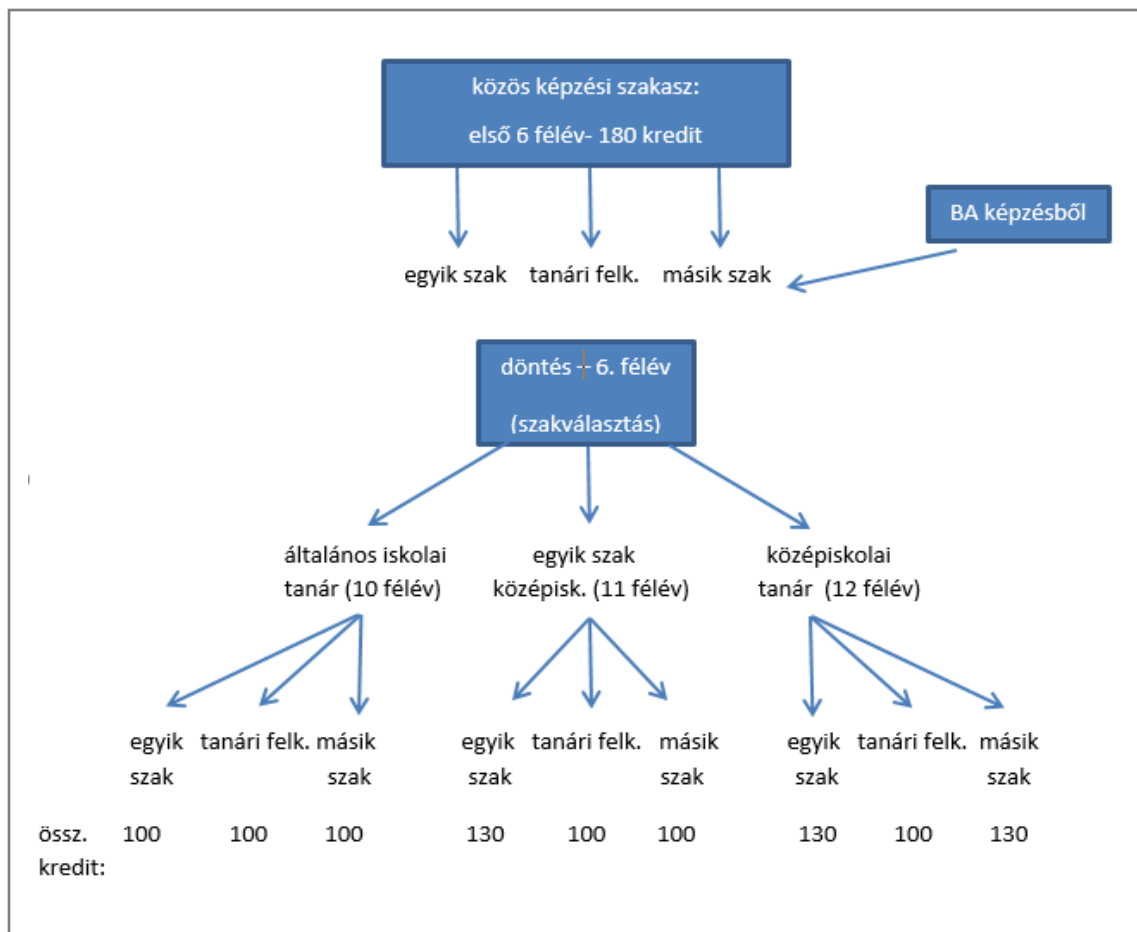 közös képzési szakasz:
első 6 félév- 180 kredit
BA képzésből
egyik szak tanári felk. másik szak
döntés – 6. félév
(szakválasztás)
általános iskolai
tanár (10 félév)
egyik szak
középisk. (11 félév)
középiskolai
tanár (12 félév)
egyik tanári felk. másik egyik tanári felk. másik egyik tanári felk. másik
szak szak szak szak szak szak
össz. 100 100 100 130 100 100 130 100 130
kredit: